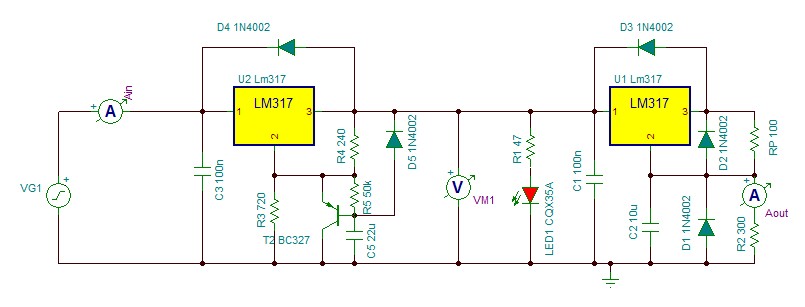 D4 1N4002
D3 1N4002
Ain
U2 Lm317
U1 Lm317
+
A
1
LM317
3
1
LM317
3
2
2
C3 100n
R4 240
D5 1N4002
R1 47
C1 100n
D2 1N4002
RP 100
VG1
R3 720
R5 50k
+
V
VM1
LED1 CQX35A
C2 10u
D1 1N4002
+
A
Aout
T2 BC327
C5 22u
R2 300